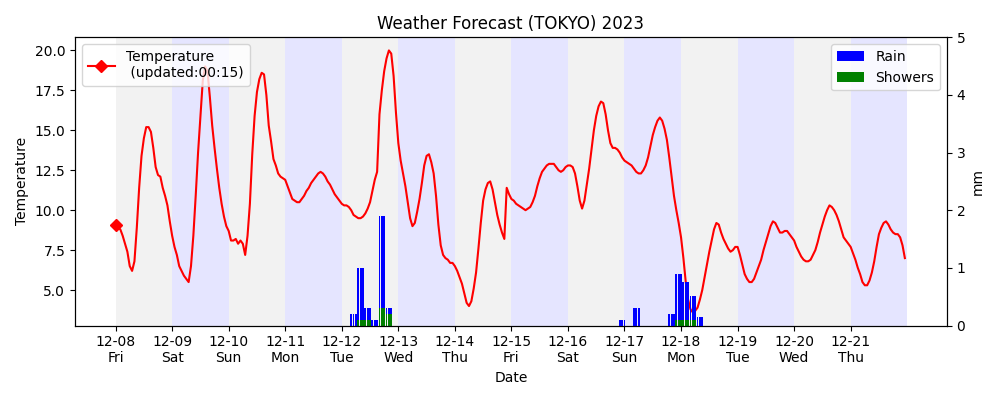 Weather Forecast (TOKYO) 2023
Temperature
(updated:00:15)
Rain
Showers
Temperature
20.0
17.5
15.0
12.5
10.0
7.5
5.0
5
4
3
2
1
0
mm
12-08 12-09 12-10 12-11 12-12 12-13 12-14 12-15 12-16 12-17 12-18 12-19 12-20 12-21
Fri Sat Sun Mon Tue Wed Thu Fri Sat Sun Mon Tue Wed Thu
Date